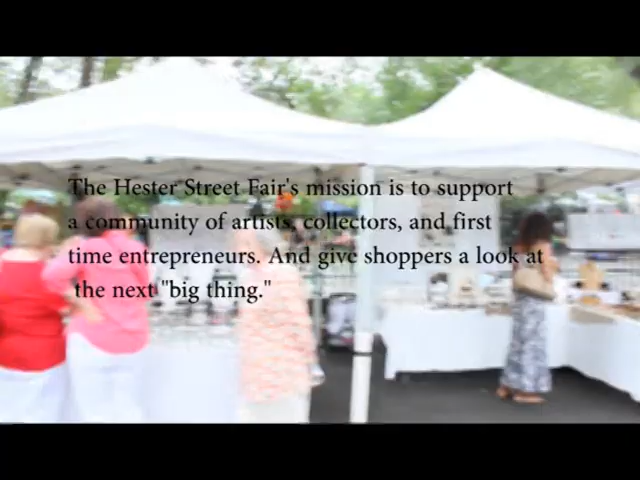 The Hester Street Fair's mission is to support
a community of artists, collectors, and first
time entrepreneurs. And give shoppers a look at
the next "big thing."